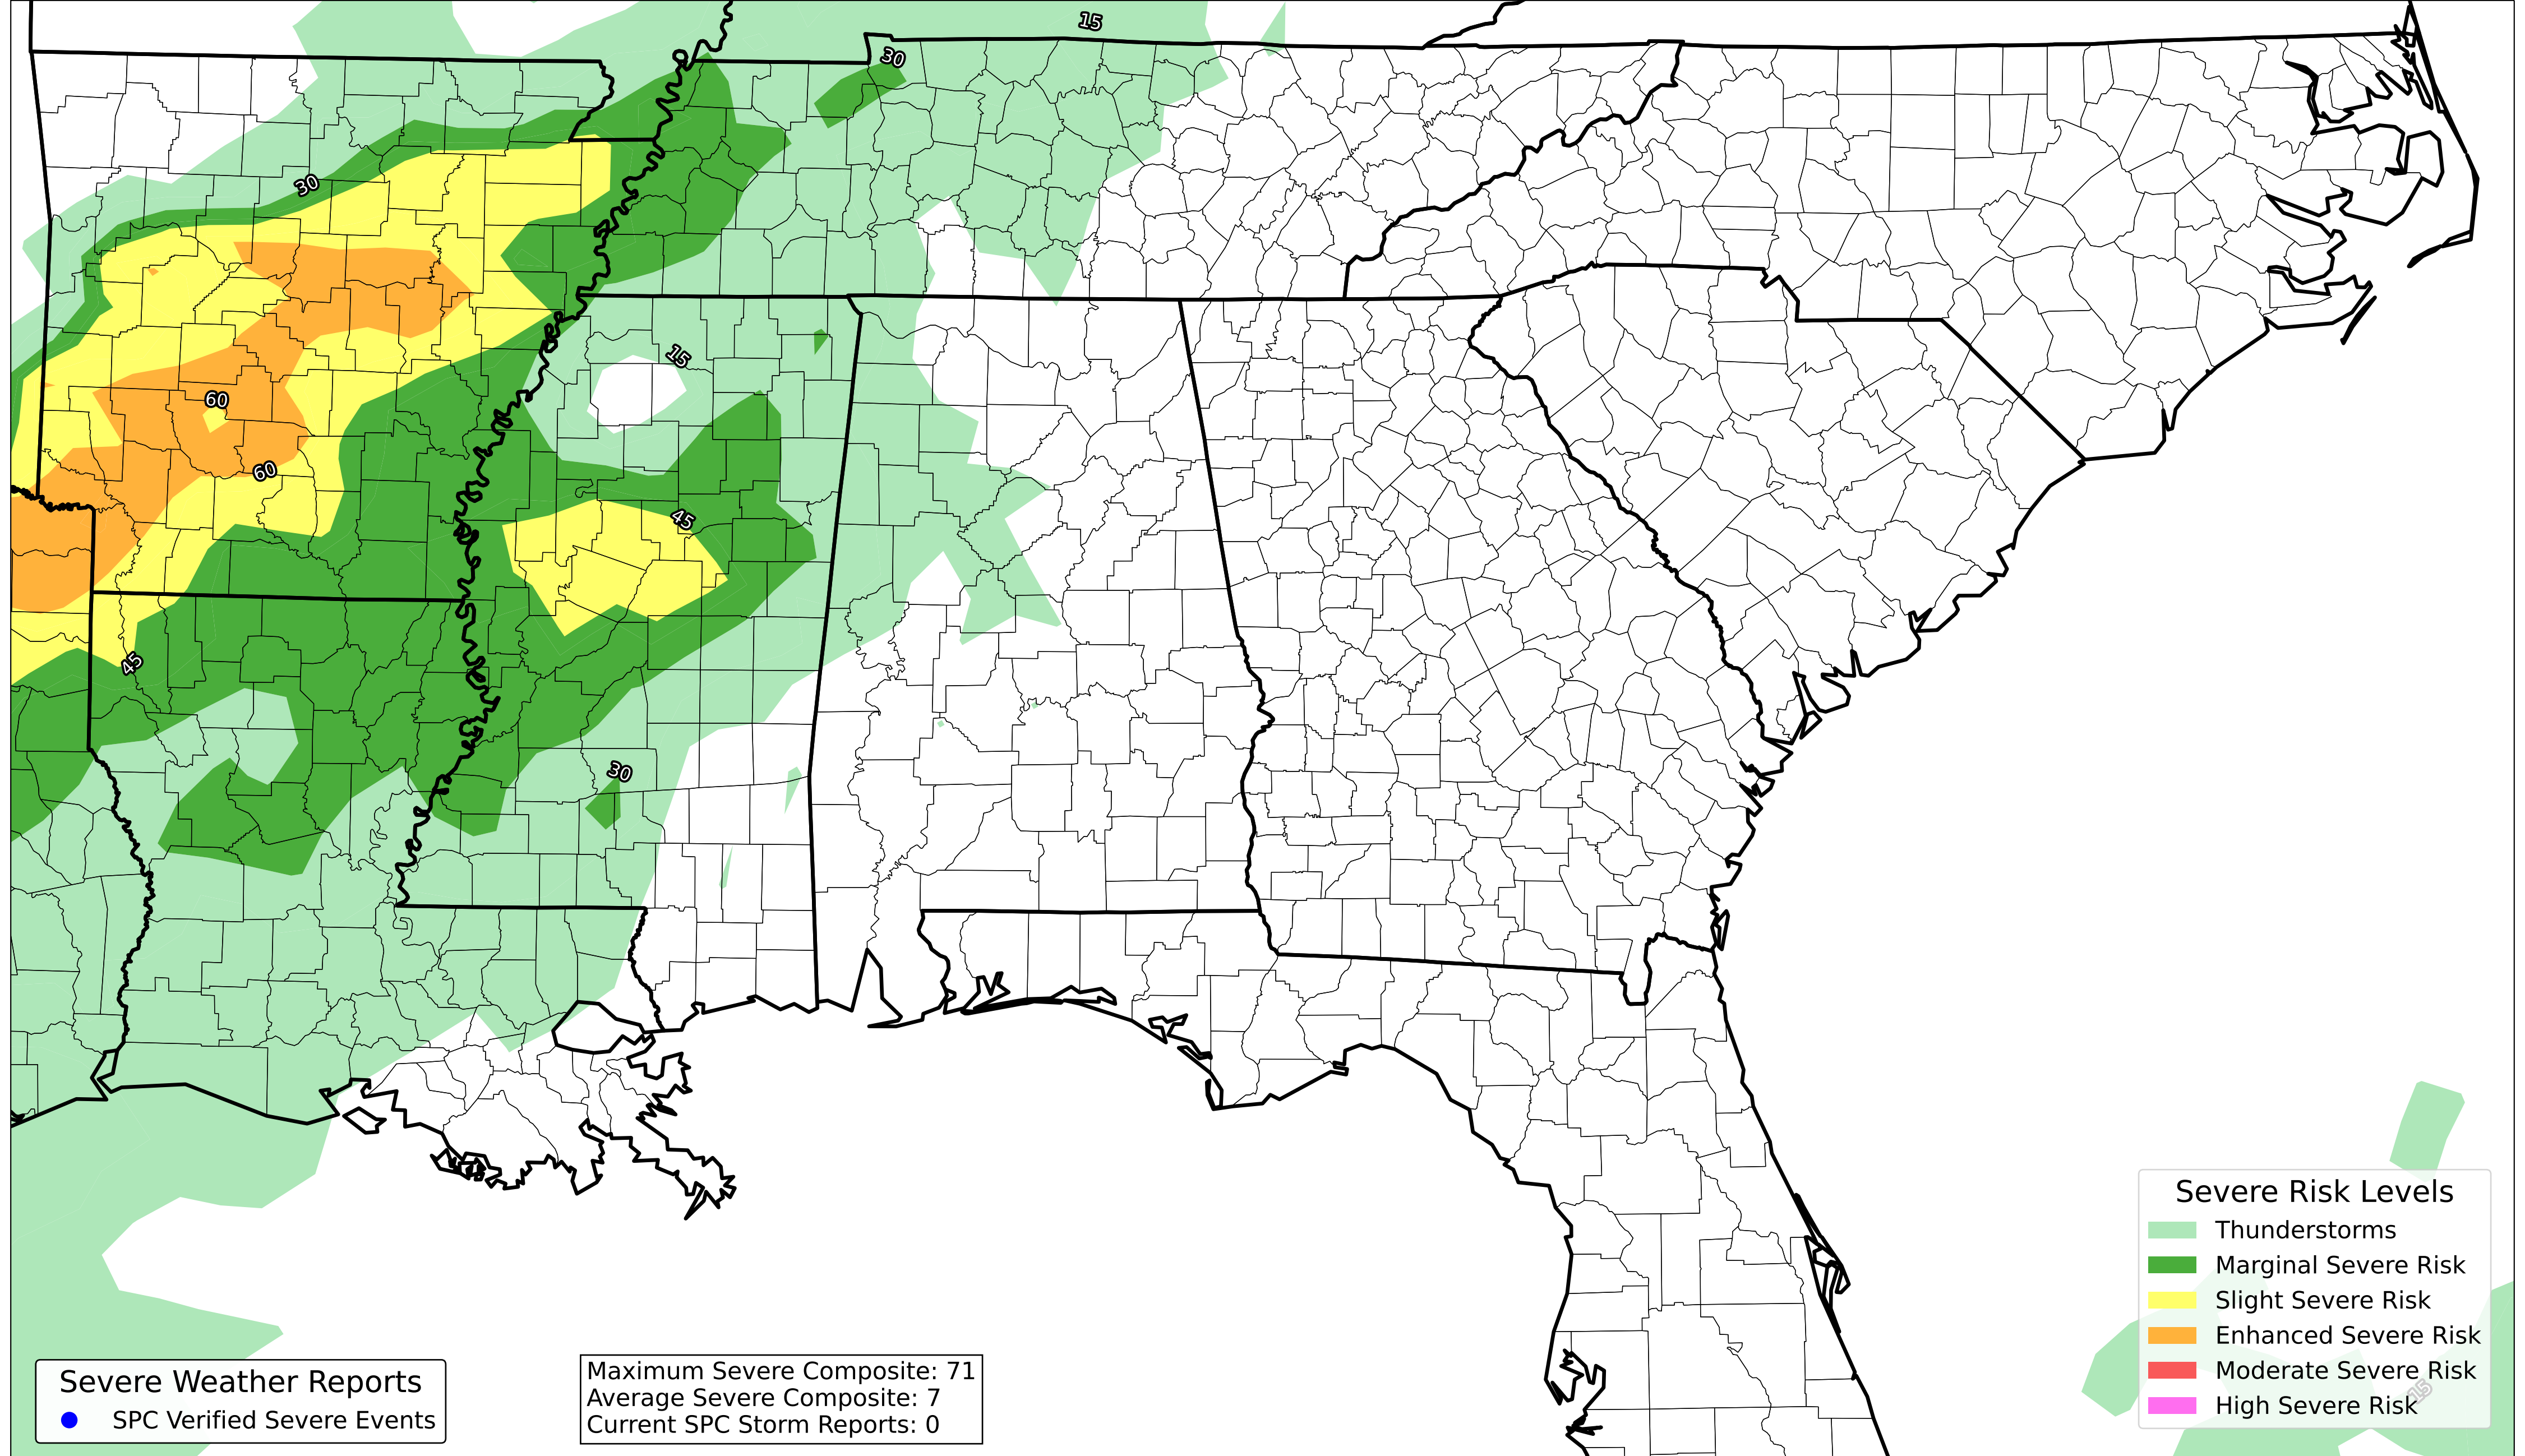 15
30
30
15
60
60
45
45
30
Severe Risk Levels
Thunderstorms
Marginal Severe Risk
Slight Severe Risk
Enhanced Severe Risk
Moderate Severe Risk
High Severe Risk
15
Severe Weather Reports
SPC Verified Severe Events
Maximum Severe Composite: 71
Average Severe Composite: 7
Current SPC Storm Reports: 0